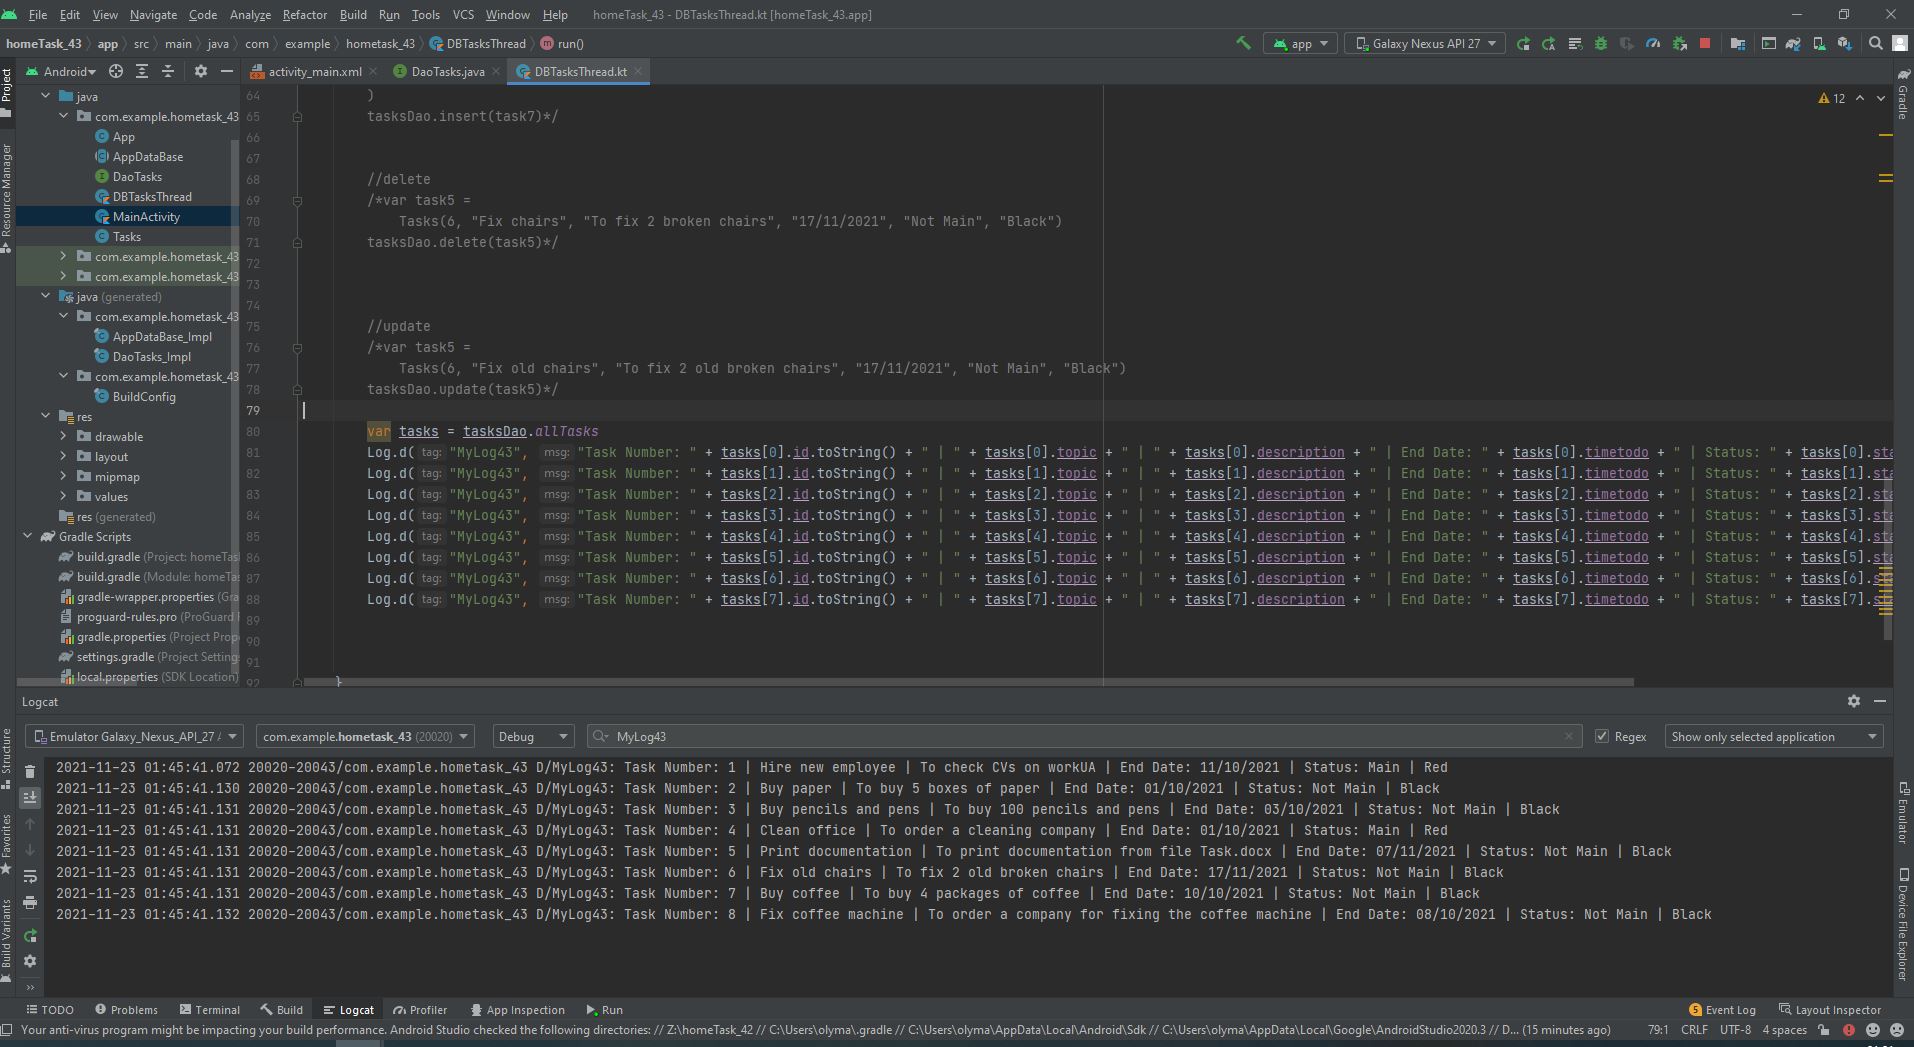 File Edit View Navigate Code Analyze Refactor Build Run Tools VCS Window Help homeTask_43 - DBTasksThread.kt [homeTask_43.app]
homeTask_43 app src main java com example hometask_43 DBTasksThread run() app Galaxy Nexus API 27
Android activity_main.xml DaoTasks.java DBTasksThread.kt
Project
Resource Manager
Structure
Favorites
Build Variants
java
com.example.hometask_43
App
AppDataBase
DaoTasks
DBTasksThread
MainActivity
Tasks
com.example.hometask_43
com.example.hometask_43
java (generated)
com.example.hometask_43
AppDataBase_Impl
DaoTasks_Impl
com.example.hometask_43
BuildConfig
res
drawable
layout
mipmap
values
res (generated)
Gradle Scripts
build.gradle (Project: homeTas
build.gradle (Module: homeTa
gradle-wrapper.properties (Gra
proguard-rules.pro (ProGuard
gradle.properties (Project Prop
settings.gradle (Project Setting
local.properties (SDK Location)
12
64 )
65 tasksDao.insert(task7)*/
66
67
68 //delete
69 /*var task5 =
70 Tasks(6, "Fix chairs", "To fix 2 broken chairs", "17/11/2021", "Not Main", "Black")
71 tasksDao.delete(task5)*/
72
73
74
75 //update
76 /*var task5 =
77 Tasks(6, "Fix old chairs", "To fix 2 old broken chairs", "17/11/2021", "Not Main", "Black")
78 tasksDao.update(task5)*/
79
80 var tasks = tasksDao.allTasks
81 Log.d( tag: "MyLog43", msg: "Task Number: " + tasks[0].id.toString() + " | " + tasks[0].topic + " | " + tasks[0].description + " | End Date: " + tasks[0].timetodo + " | Status: " + tasks[0].sta
82 Log.d( tag: "MyLog43", msg: "Task Number: " + tasks[1].id.toString() + " | " + tasks[1].topic + " | " + tasks[1].description + " | End Date: " + tasks[1].timetodo + " | Status: " + tasks[1].sta
83 Log.d( tag: "MyLog43", msg: "Task Number: " + tasks[2].id.toString() + " | " + tasks[2].topic + " | " + tasks[2].description + " | End Date: " + tasks[2].timetodo + " | Status: " + tasks[2].sta
84 Log.d( tag: "MyLog43", msg: "Task Number: " + tasks[3].id.toString() + " | " + tasks[3].topic + " | " + tasks[3].description + " | End Date: " + tasks[3].timetodo + " | Status: " + tasks[3].sta
85 Log.d( tag: "MyLog43", msg: "Task Number: " + tasks[4].id.toString() + " | " + tasks[4].topic + " | " + tasks[4].description + " | End Date: " + tasks[4].timetodo + " | Status: " + tasks[4].sta
86 Log.d( tag: "MyLog43", msg: "Task Number: " + tasks[5].id.toString() + " | " + tasks[5].topic + " | " + tasks[5].description + " | End Date: " + tasks[5].timetodo + " | Status: " + tasks[5].sta
87 Log.d( tag: "MyLog43", msg: "Task Number: " + tasks[6].id.toString() + " | " + tasks[6].topic + " | " + tasks[6].description + " | End Date: " + tasks[6].timetodo + " | Status: " + tasks[6].sta
88 Log.d( tag: "MyLog43", msg: "Task Number: " + tasks[7].id.toString() + " | " + tasks[7].topic + " | " + tasks[7].description + " | End Date: " + tasks[7].timetodo + " | Status: " + tasks[7].sta
89
90
91
92 }
Gradle
Emulator
Device File Explorer
Logcat
Emulator Galaxy_Nexus_API_27 com.example.hometask_43 (20020) Debug MyLog43 Regex Show only selected application
2021-11-23 01:45:41.072 20020-20043/com.example.hometask_43 D/MyLog43: Task Number: 1 | Hire new employee | To check CVs on workUA | End Date: 11/10/2021 | Status: Main | Red
2021-11-23 01:45:41.130 20020-20043/com.example.hometask_43 D/MyLog43: Task Number: 2 | Buy paper | To buy 5 boxes of paper | End Date: 01/10/2021 | Status: Not Main | Black
2021-11-23 01:45:41.131 20020-20043/com.example.hometask_43 D/MyLog43: Task Number: 3 | Buy pencils and pens | To buy 100 pencils and pens | End Date: 03/10/2021 | Status: Not Main | Black
2021-11-23 01:45:41.131 20020-20043/com.example.hometask_43 D/MyLog43: Task Number: 4 | Clean office | To order a cleaning company | End Date: 01/10/2021 | Status: Main | Red
2021-11-23 01:45:41.131 20020-20043/com.example.hometask_43 D/MyLog43: Task Number: 5 | Print documentation | To print documentation from file Task.docx | End Date: 07/11/2021 | Status: Not Main | Black
2021-11-23 01:45:41.131 20020-20043/com.example.hometask_43 D/MyLog43: Task Number: 6 | Fix old chairs | To fix 2 old broken chairs | End Date: 17/11/2021 | Status: Not Main | Black
2021-11-23 01:45:41.131 20020-20043/com.example.hometask_43 D/MyLog43: Task Number: 7 | Buy coffee | To buy 4 packages of coffee | End Date: 10/10/2021 | Status: Not Main | Black
2021-11-23 01:45:41.132 20020-20043/com.example.hometask_43 D/MyLog43: Task Number: 8 | Fix coffee machine | To order a company for fixing the coffee machine | End Date: 08/10/2021 | Status: Not Main | Black
TODO Problems Terminal Build Logcat Profiler App Inspection Run 5 Event Log Layout Inspector
Your anti-virus program might be impacting your build performance. Android Studio checked the following directories: // Z:\homeTask_42 // C:\Users\olyma\.gradle // C:\Users\olyma\AppData\Local\Android\Sdk // C:\Users\olyma\AppData\Local\Google\AndroidStudio2020.3 // D... (15 minutes ago) 79:1 CRLF UTF-8 4 spaces